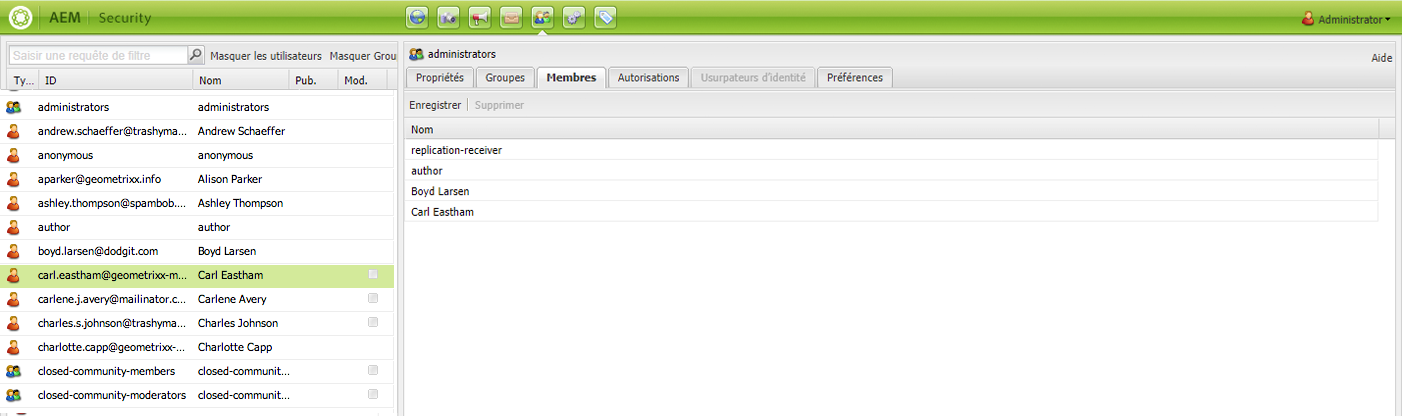 AEM Security Administrator
Saisir une requête de filtre Masquer les utilisateurs Masquer Grou
Ty... ID Nom Pub. Mod.
administrators administrators
andrew.schaeffer@trashyma... Andrew Schaeffer
anonymous anonymous
aparker@geometrixx.info Alison Parker
ashley.thompson@spambob.... Ashley Thompson
author author
boyd.larsen@dodgit.com Boyd Larsen
carl.eastham@geometrixx-m... Carl Eastham
carlene.j.avery@mailinator.c... Carlene Avery
charles.s.johnson@trashyma... Charles Johnson
charlotte.capp@geometrixx-... Charlotte Capp
closed-community-members closed-communit...
closed-community-moderators closed-communit...
administrators
Aide
Propriétés Groupes Membres Autorisations Usurpateurs d'identité Préférences
Enregistrer Supprimer
Nom
replication-receiver
author
Boyd Larsen
Carl Eastham